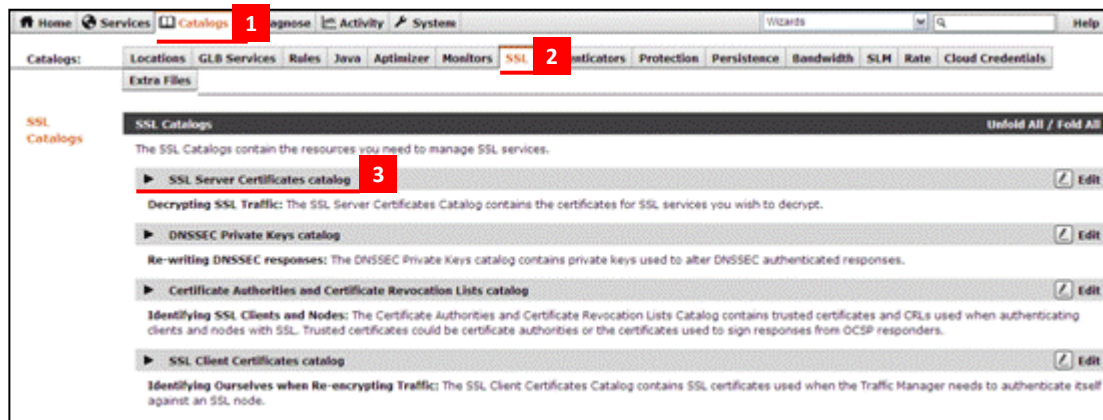 Home Services Catalogs 1 agnose Activity System Wizards Help
Catalogs: Locations GLB Services Rules Java Aptimizer Monitors SSL 2 enticators Protection Persistence Bandwidth SLM Rate Cloud Credentials
Extra Files
SSL Catalogs
SSL Catalogs Unfold All / Fold All
The SSL Catalogs contain the resources you need to manage SSL services.
SSL Server Certificates catalog 3 Edit
Decrypting SSL Traffic: The SSL Server Certificates Catalog contains the certificates for SSL services you wish to decrypt.
DNSSEC Private Keys catalog Edit
Re-writing DNSSEC responses: The DNSSEC Private Keys catalog contains private keys used to alter DNSSEC authenticated responses.
Certificate Authorities and Certificate Revocation Lists catalog Edit
Identifying SSL Clients and Nodes: The Certificate Authorities and Certificate Revocation Lists Catalog contains trusted certificates and CRLs used when authenticating
clients and nodes with SSL. Trusted certificates could be certificate authorities or the certificates used to sign responses from OCSP responders.
SSL Client Certificates catalog Edit
Identifying Ourselves when Re-encrypting Traffic: The SSL Client Certificates Catalog contains SSL certificates used when the Traffic Manager needs to authenticate itself
against an SSL node.